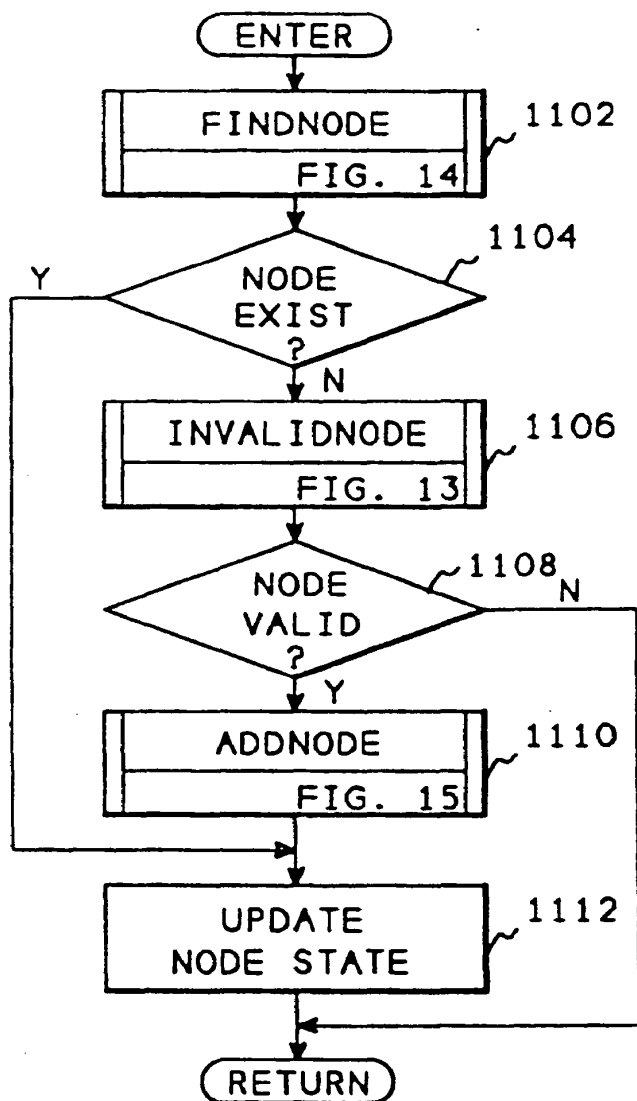 ENTER
FINDNODE
1102
FIG. 14
1104
Y
NODE
EXIST
?
N
INVALIDNODE
1106
FIG. 13
1108
NODE
N
VALID
?
Y
ADDNODE
1110
FIG. 15
UPDATE
1112
NODE STATE
RETURN